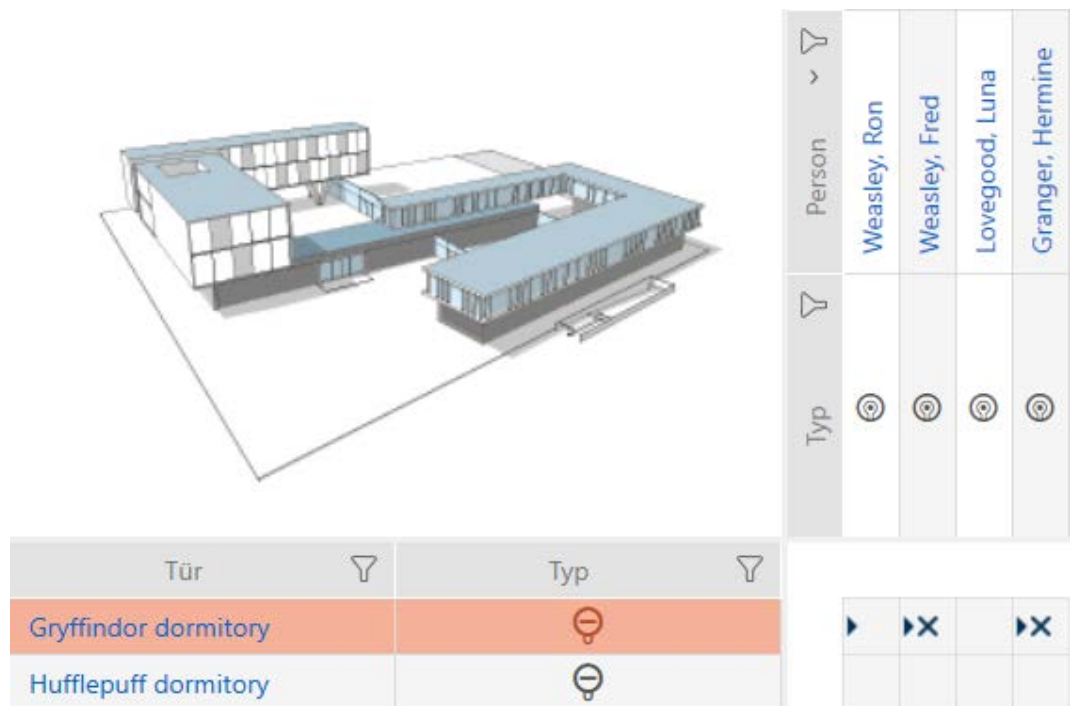 Person
Weasley, Ron
Weasley, Fred
Lovegood, Luna
Granger, Hermine
Typ
Tür
Typ
Gryffindor dormitory
Hufflepuff dormitory